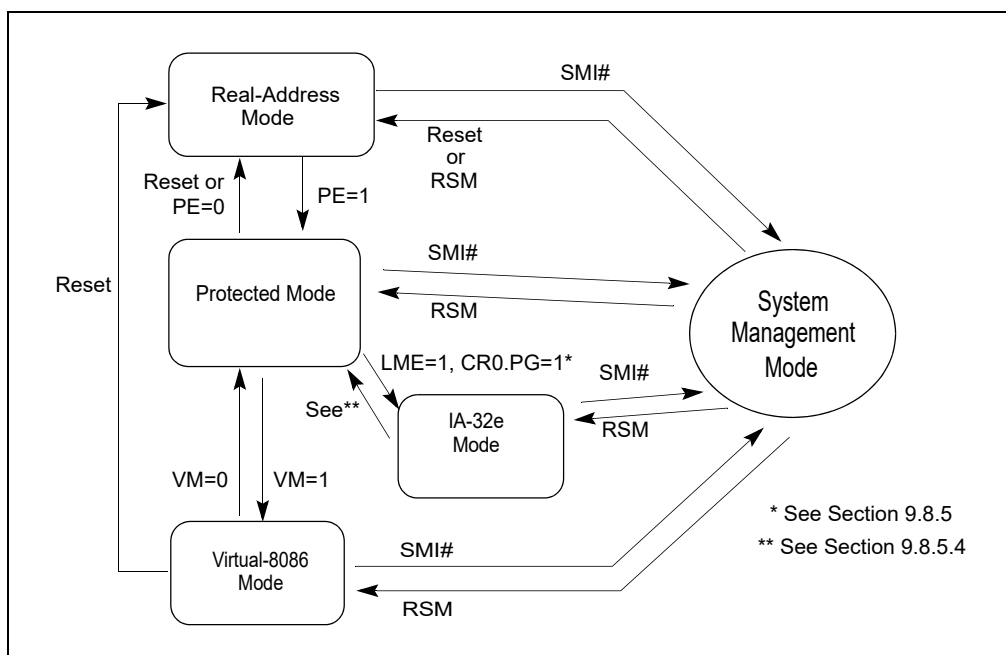 SMI#
Real-Address
Mode
Reset
or
RSM
Reset or
PE=0
PE=1
SMI#
Reset
Protected Mode
RSM
System
Management
Mode
LME=1, CR0.PG=1*
SMI#
See**
IA-32e
Mode
RSM
VM=0
VM=1
* See Section 9.8.5
** See Section 9.8.5.4
Virtual-8086
Mode
SMI#
RSM